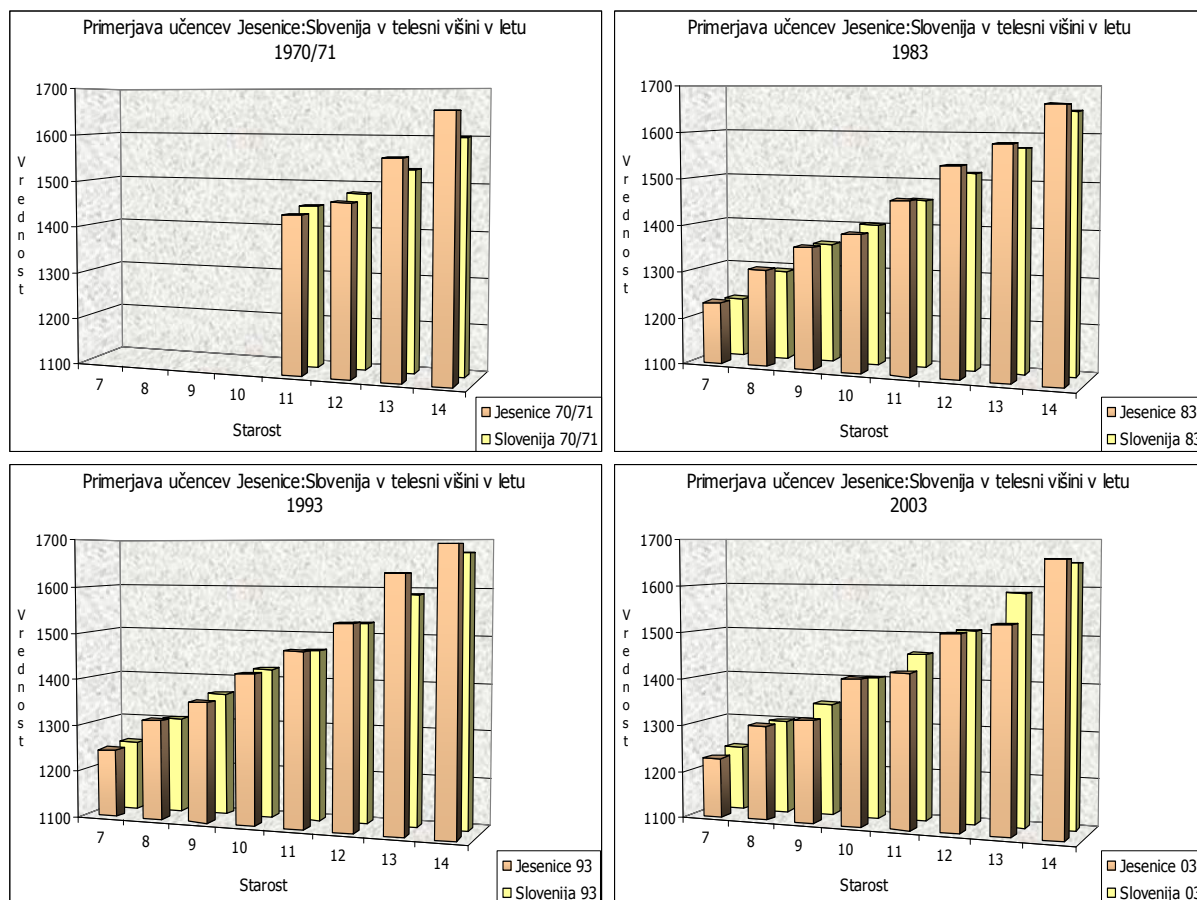 Primerjava učencev Jesenice:Slovenija v telesni višini v letu
1970/71
1700
1600
1500
1400
1300
1200
1100
Vrednost
7 8 9 10 11 12 13 14
Starost
Jesenice 70/71
Slovenija 70/71
Primerjava učencev Jesenice:Slovenija v telesni višini v letu
1983
1700
1600
1500
1400
1300
1200
1100
Vrednost
7 8 9 10 11 12 13 14
Starost
Jesenice 83
Slovenija 83
Primerjava učencev Jesenice:Slovenija v telesni višini v letu
1993
1700
1600
1500
1400
1300
1200
1100
Vrednost
7 8 9 10 11 12 13 14
Starost
Jesenice 93
Slovenija 93
Primerjava učencev Jesenice:Slovenija v telesni višini v letu
2003
1700
1600
1500
1400
1300
1200
1100
Vrednost
7 8 9 10 11 12 13 14
Starost
Jesenice 03
Slovenija 03